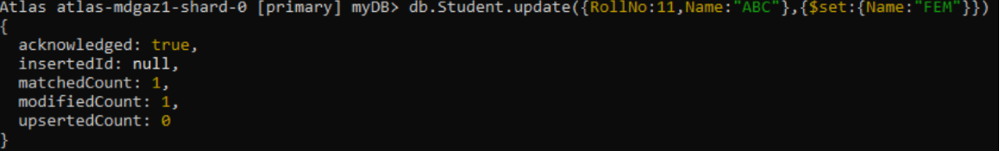 Atlas atlas-mdgaz1-shard-0 [primary] myDB> db.Student.update({RollNo:11,Name:"ABC"},{$set:{Name:"FEM"}})
{
  acknowledged: true,
  insertedId: null,
  matchedCount: 1,
  modifiedCount: 1,
  upsertedCount: 0
}